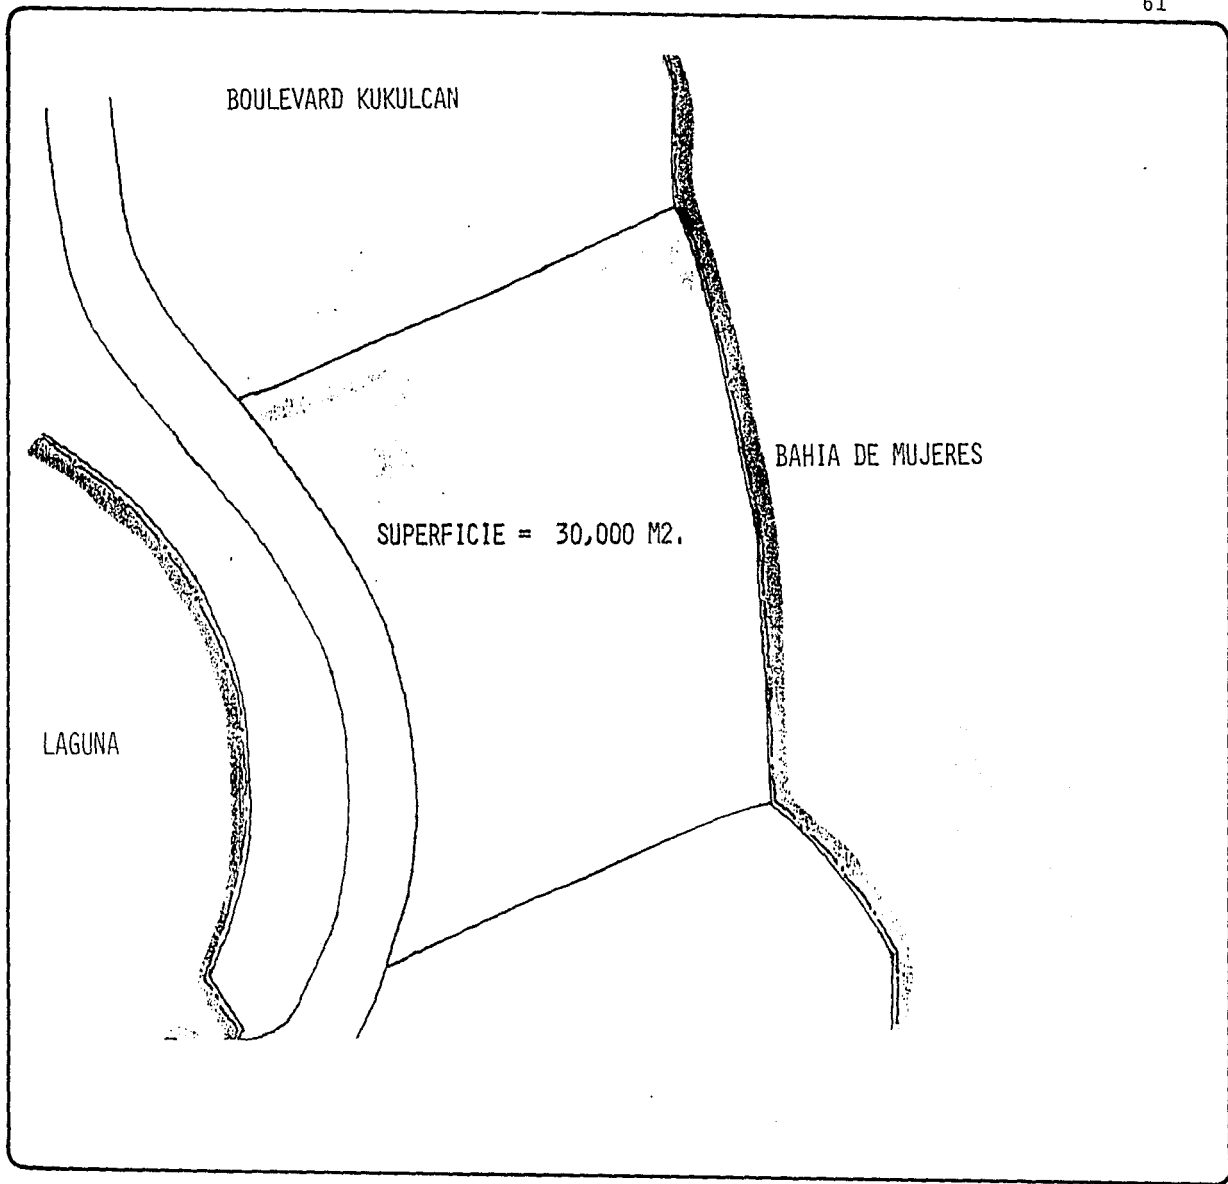 61
BOULEVARD KUKULCAN
BAHIA DE MUJERES
SUPERFICIE = 30,000 M2.
LAGUNA